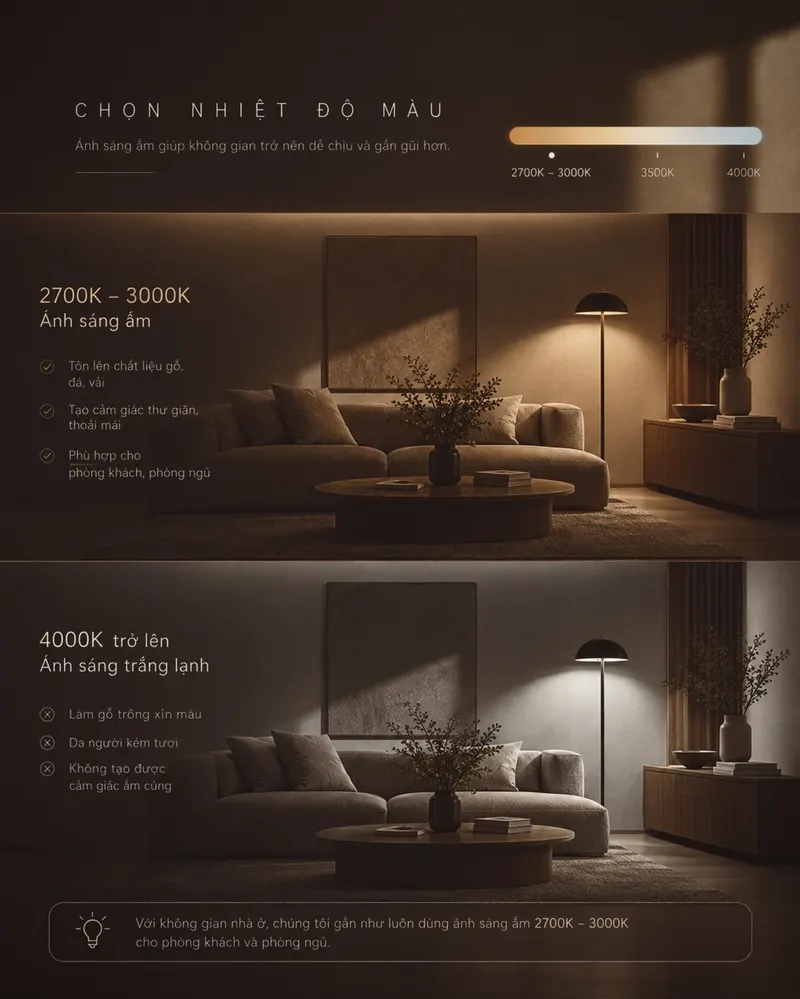 CHỌN NHIỆT ĐỘ MÀU
Ánh sáng ấm giúp không gian trở nên dễ chịu và gần gũi hơn.
2700K – 3000K
3500K
4000K
2700K – 3000K
Ánh sáng ấm
Tôn lên chất liệu gỗ,
đá, vải
Tạo cảm giác thư giãn,
thoải mái
Phù hợp cho
phòng khách, phòng ngủ
4000K trở lên
Ánh sáng trắng lạnh
Làm gỗ trông xỉn màu
Da người kém tươi
Không tạo được
cảm giác ấm cúng
Với không gian nhà ở, chúng tôi gần như luôn dùng ánh sáng ấm 2700K – 3000K
cho phòng khách và phòng ngủ.